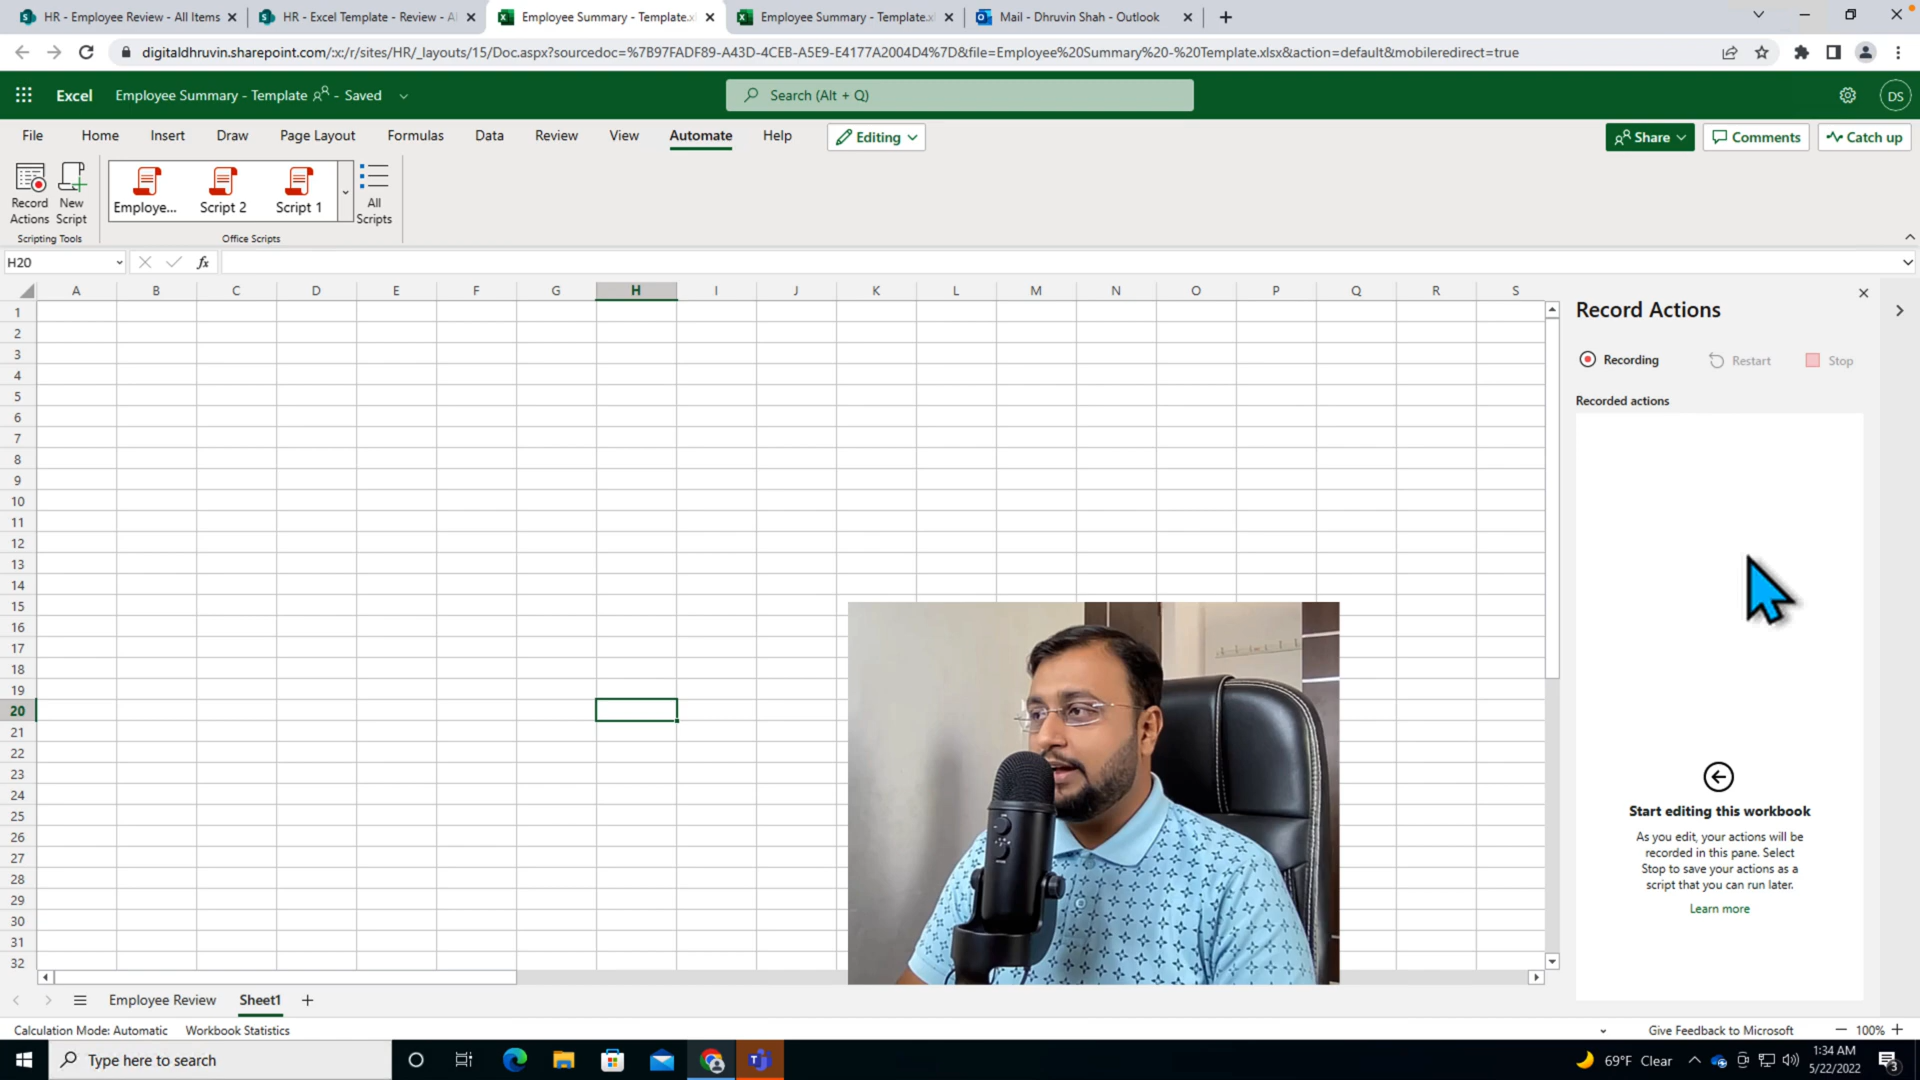 HR - Employee Review - All Items
HR - Excel Template - Review - Al
Employee Summary - Template.x
Employee Summary - Template.xl
Mail - Dhruvin Shah - Outlook
digitaldhruvin.sharepoint.com/:x:/r/sites/HR/_layouts/15/Doc.aspx?sourcedoc=%7B97FADF89-A43D-4CEB-A5E9-E4177A2004D4%7D&file=Employee%20Summary%20-%20Template.xlsx&action=default&mobileredirect=true
Excel
Employee Summary - Template - Saved
Search (Alt + Q)
DS
File
Home
Insert
Draw
Page Layout
Formulas
Data
Review
View
Automate
Help
Editing
Share
Comments
Catch up
Record Actions
New Script
Employe...
Script 2
Script 1
All Scripts
Scripting Tools
Office Scripts
H20
fx
A B C D E F G H I J K L M N O P Q R S
1
2
3
4
5
6
7
8
9
10
11
12
13
14
15
16
17
18
19
20
21
22
23
24
25
26
27
28
29
30
31
32
Record Actions
Recording
Restart
Stop
Recorded actions
Start editing this workbook
As you edit, your actions will be
recorded in this pane. Select
Stop to save your actions as a
script that you can run later.
Learn more
Employee Review
Sheet1
Calculation Mode: Automatic
Workbook Statistics
Give Feedback to Microsoft
100%
Type here to search
69°F Clear
1:34 AM
5/22/2022
3